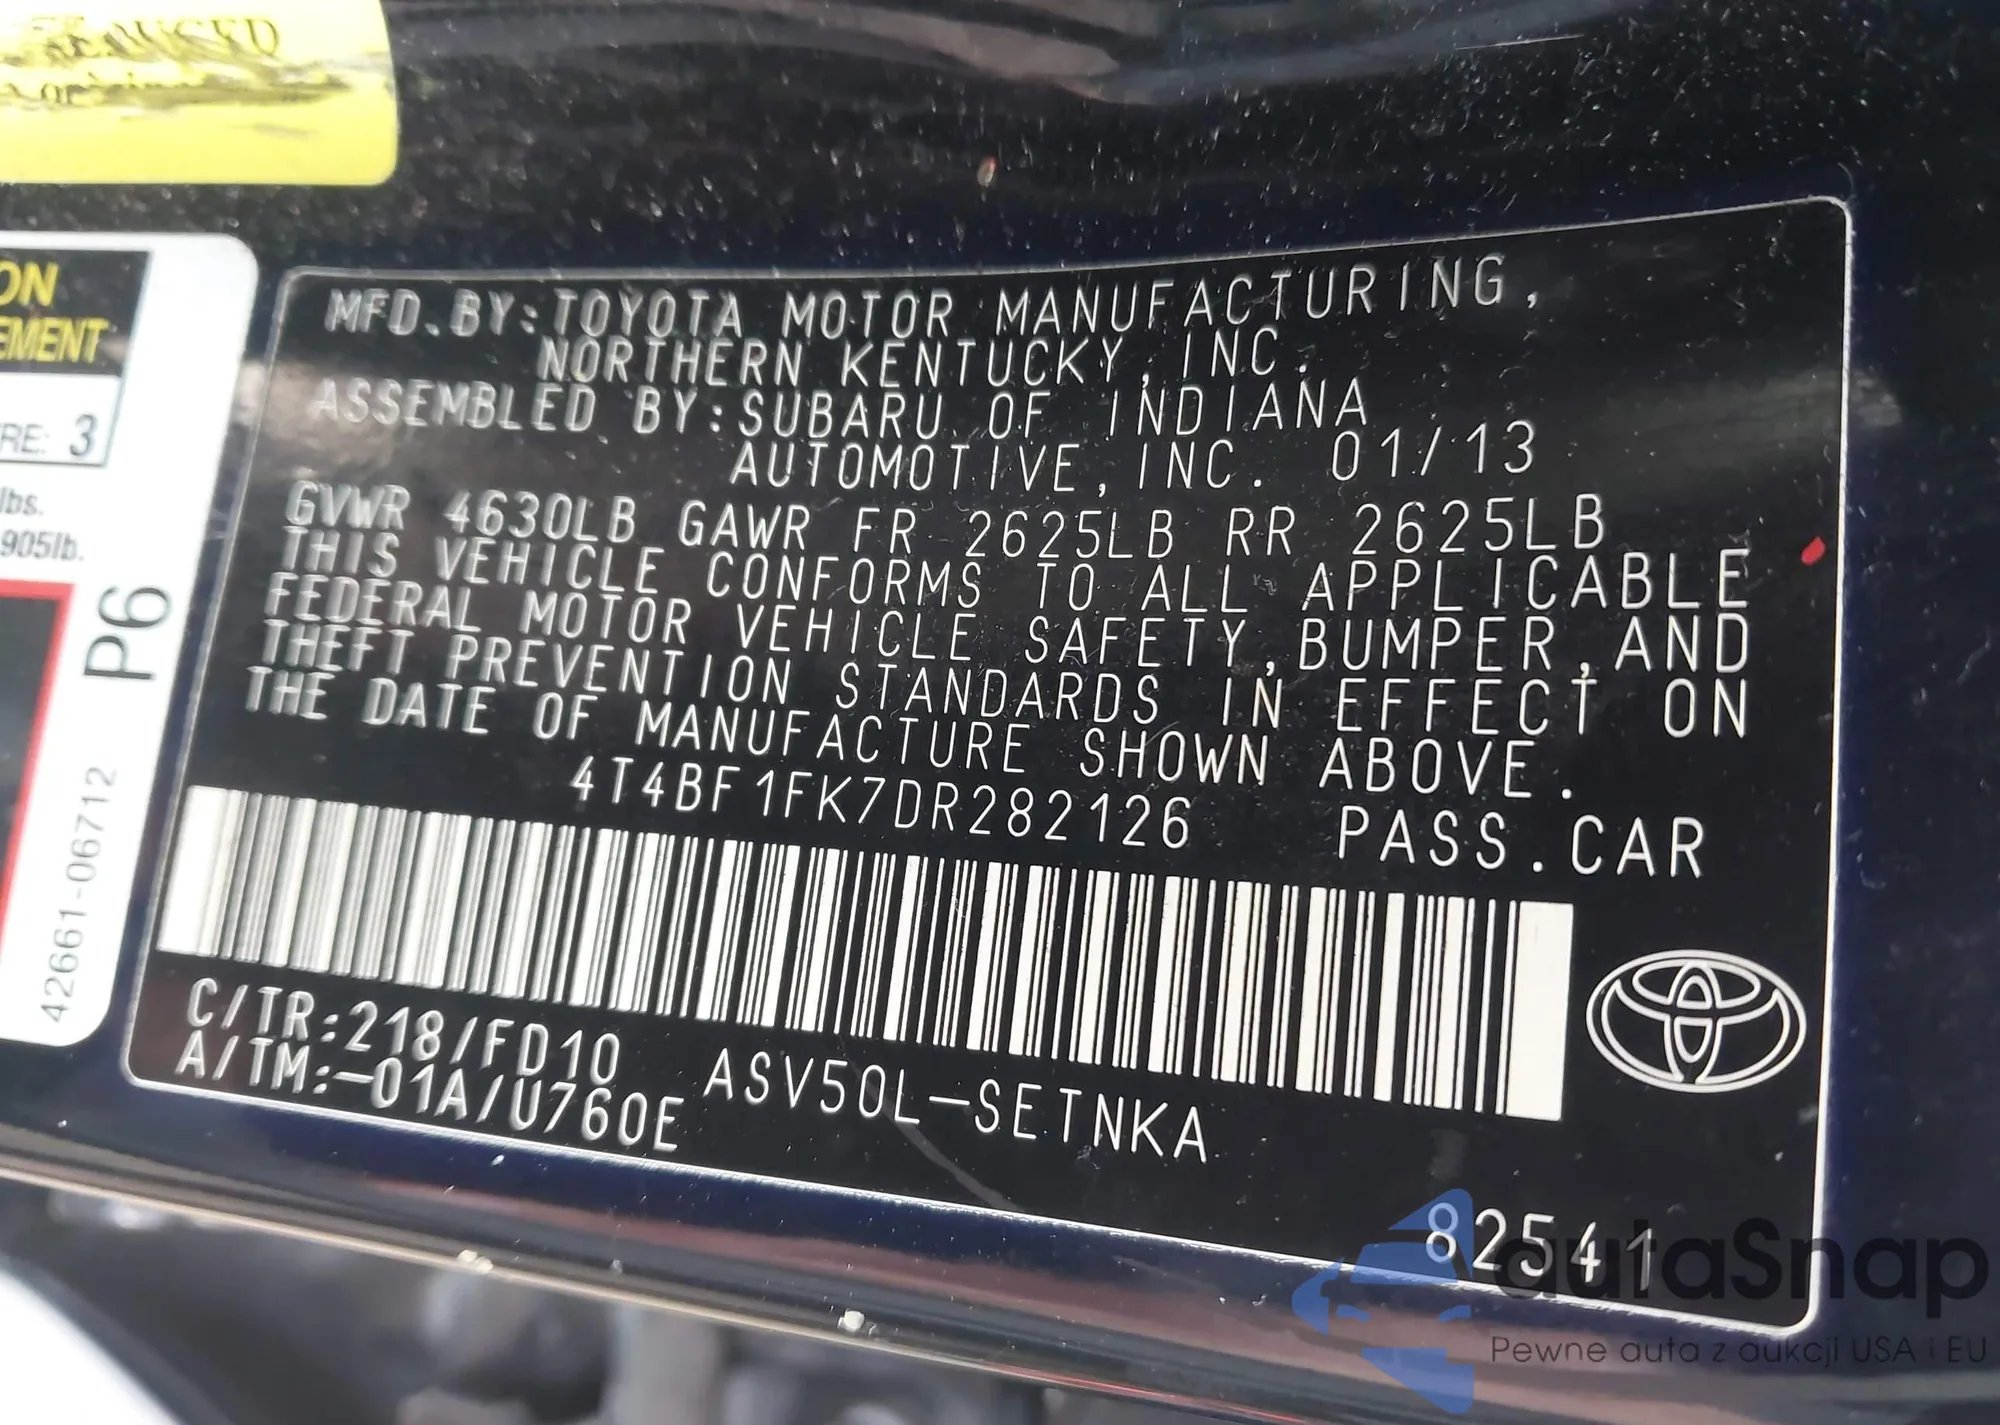 ON
EMENT
RE: 3
lbs.
905lb.
P6
42661-06712
MFD.BY:TOYOTA MOTOR MANUFACTURING,
NORTHERN KENTUCKY,INC.
ASSEMBLED BY:SUBARU OF INDIANA
AUTOMOTIVE,INC. 01/13
GVWR 4630LB GAWR FR 2625LB RR 2625LB
THIS VEHICLE CONFORMS TO ALL APPLICABLE
FEDERAL MOTOR VEHICLE SAFETY,BUMPER,AND
THEFT PREVENTION STANDARDS IN EFFECT ON
THE DATE OF MANUFACTURE SHOWN ABOVE.
4T4BF1FK7DR282126 PASS.CAR
C/TR:218/FD10 ASV50L-SETNKA
A/TM:-01A/U760E
82541
autaSnap
Pewne auta z aukcji USA i EU